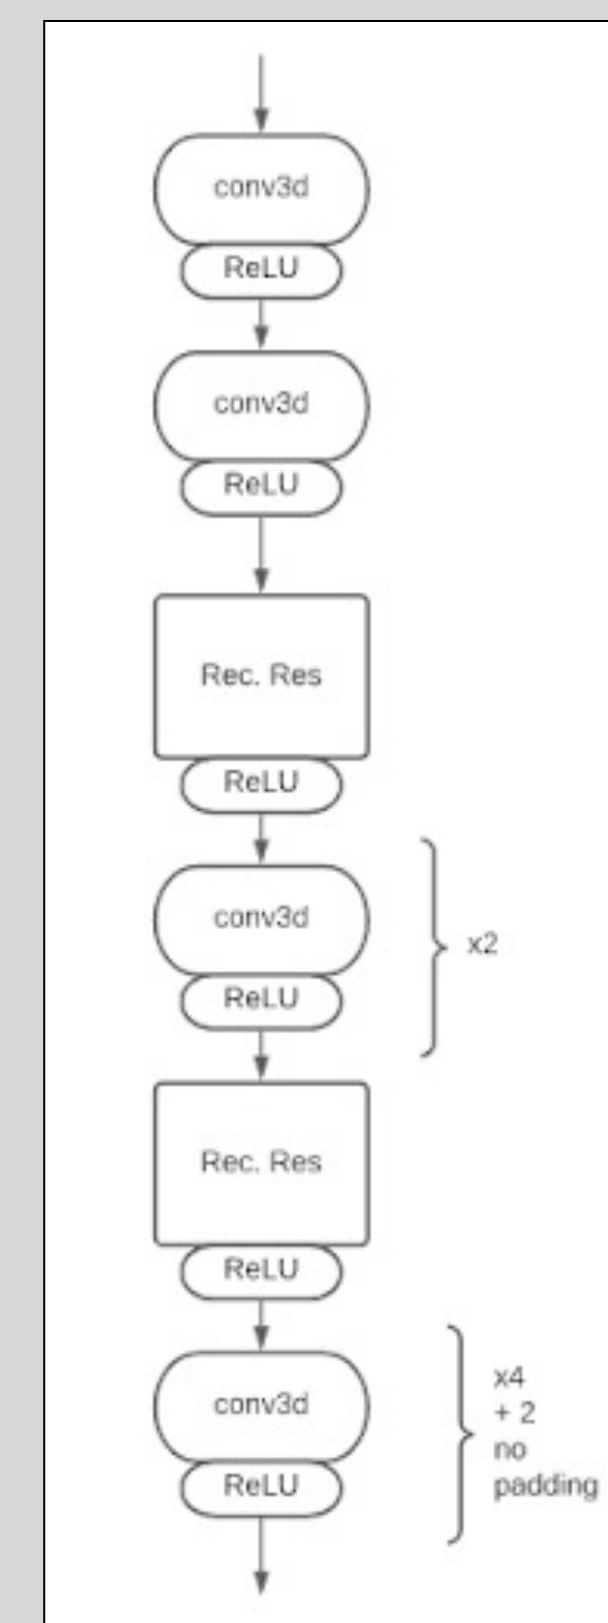 conv3d
ReLU
conv3d
ReLU
Rec. Res
ReLU
conv3d
x2
ReLU
Rec. Res
ReLU
conv3d
ReLU
x4
+ 2
no
padding